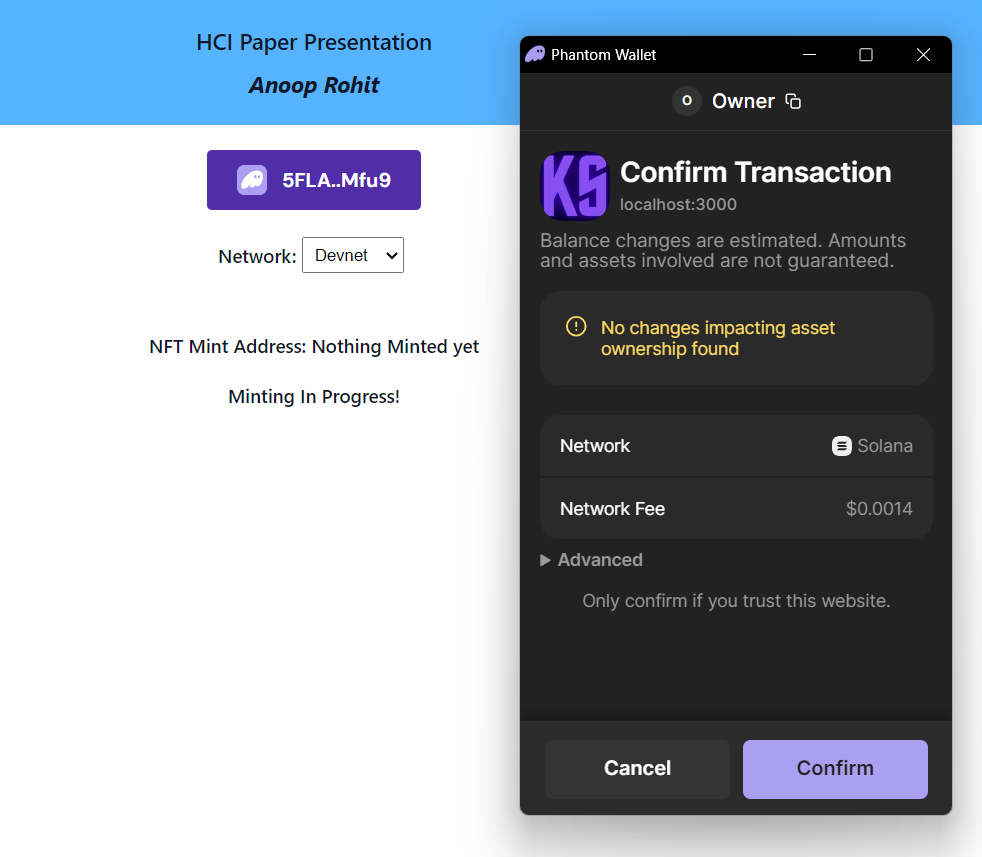 HCI Paper Presentation
Anoop Rohit
5FLA..Mfu9
Network: Devnet
NFT Mint Address: Nothing Minted yet
Minting In Progress!
Phantom Wallet
O Owner
KS
Confirm Transaction
localhost:3000
Balance changes are estimated. Amounts
and assets involved are not guaranteed.
No changes impacting asset
ownership found
Network Solana
Network Fee $0.0014
Advanced
Only confirm if you trust this website.
Cancel Confirm